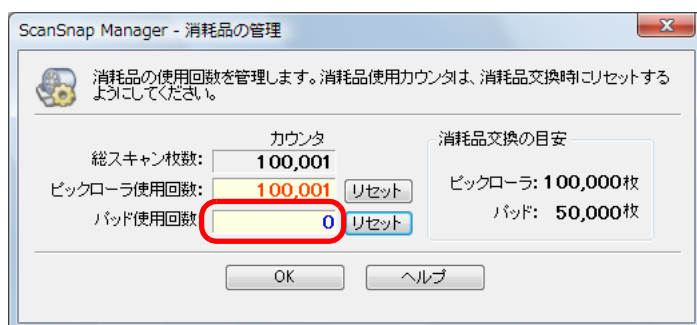 ScanSnap Manager - 消耗品の管理
消耗品の使用回数を管理します。消耗品使用カウンタは、消耗品交換時にリセットする
ようにしてください。
カウンタ
総スキャン枚数: 100,001
ピックローラ使用回数: 100,001 リセット
パッド使用回数: 0 リセット
消耗品交換の目安
ピックローラ: 100,000枚
パッド: 50,000枚
OK ヘルプ